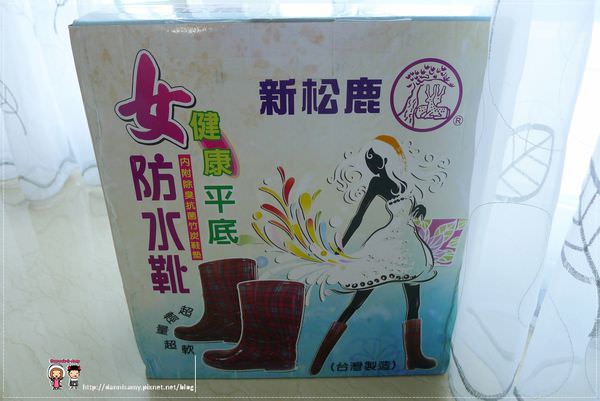 新松鹿
®
女
防水靴
健康平底
內附除臭抗菌竹炭鞋墊
超輕量超軟
(台灣製造)
http://dannisamy.pixnet.net/blog